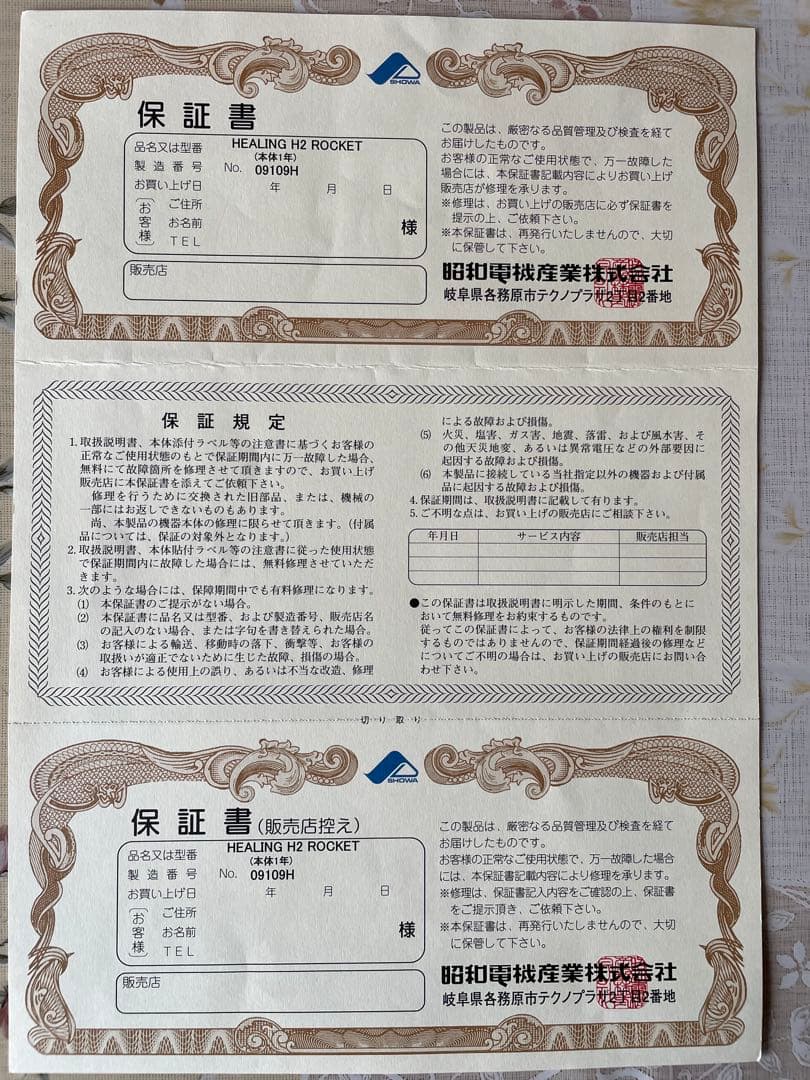 SHOWA
保証書
品名又は型番 HEALING H2 ROCKET
(本体1年)
製造番号 No. 09109H
お買い上げ日 年 月 日
お客様
ご住所
お名前
TEL
様
販売店
この製品は、厳密なる品質管理及び検査を経て
お届けしたものです。
お客様の正常なご使用状態で、万一故障した
場合には、本保証書記載内容によりお買い上げ
販売店が修理を承ります。
※修理は、お買い上げの販売店に必ず保証書を
提示の上、ご依頼下さい。
※本保証書は、再発行いたしませんので、大切
に保管して下さい。
昭和電機産業株式会社
岐阜県各務原市テクノプラザ2丁目2番地
保証規定
1.取扱説明書、本体添付ラベル等の注意書に基づくお客様の
正常なご使用状態のもとで保証期間内に万一故障した場合、
無料にて故障箇所を修理させて頂きますので、お買い上げ
販売店に本保証書を添えてご依頼下さい。
修理を行うために交換された旧部品、または、機械の
一部にはお返しできないものもあります。
尚、本製品の機器本体の修理に限らせて頂きます。(付属
品については、保証の対象外となります。)
2.取扱説明書、本体貼付ラベル等の注意書に従った使用状態
で保証期間内に故障した場合には、無料修理させていただ
きます。
3.次のような場合には、保障期間中でも有料修理になります。
(1) 本保証書のご提示がない場合。
(2) 本保証書に品名又は型番、および製造番号、販売店名
の記入のない場合、または字句を書き替えられた場合。
(3) お客様による輸送、移動時の落下、衝撃等、お客様の
取扱いが適正でないために生じた故障、損傷の場合。
(4) お客様による使用上の誤り、あるいは不当な改造、修理
による故障および損傷。
(5) 火災、塩害、ガス害、地震、落雷、および風水害、そ
の他天災地変、あるいは異常電圧などの外部要因に
起因する故障および損傷。
(6) 本製品に接続している当社指定以外の機器および付属
品に起因する故障および損傷。
4.保証期間は、取扱説明書に記載して有ります。
5.ご不明な点は、お買い上げの販売店にご相談下さい。
年月日 サービス内容 販売店担当
●この保証書は取扱説明書に明示した期間、条件のもとに
おいて無料修理をお約束するものです。
従ってこの保証書によって、お客様の法律上の権利を制限
するものではありませんので、保証期間経過後の修理など
についてご不明の場合は、お買い上げの販売店にお問い合
わせ下さい。
切り取り
SHOWA
保証書(販売店控え)
品名又は型番 HEALING H2 ROCKET
(本体1年)
製造番号 No. 09109H
お買い上げ日 年 月 日
お客様
ご住所
お名前
TEL
様
販売店
この製品は、厳密なる品質管理及び検査を経て
お届けしたものです。
お客様の正常なご使用状態で、万一故障した場合
には、本保証書記載内容により修理を承ります。
※修理は、保証書記入内容をご確認の上、保証書
をご提示頂き、ご依頼下さい。
※本保証書は、再発行いたしませんので、大切
に保管して下さい。
昭和電機産業株式会社
岐阜県各務原市テクノプラザ2丁目2番地